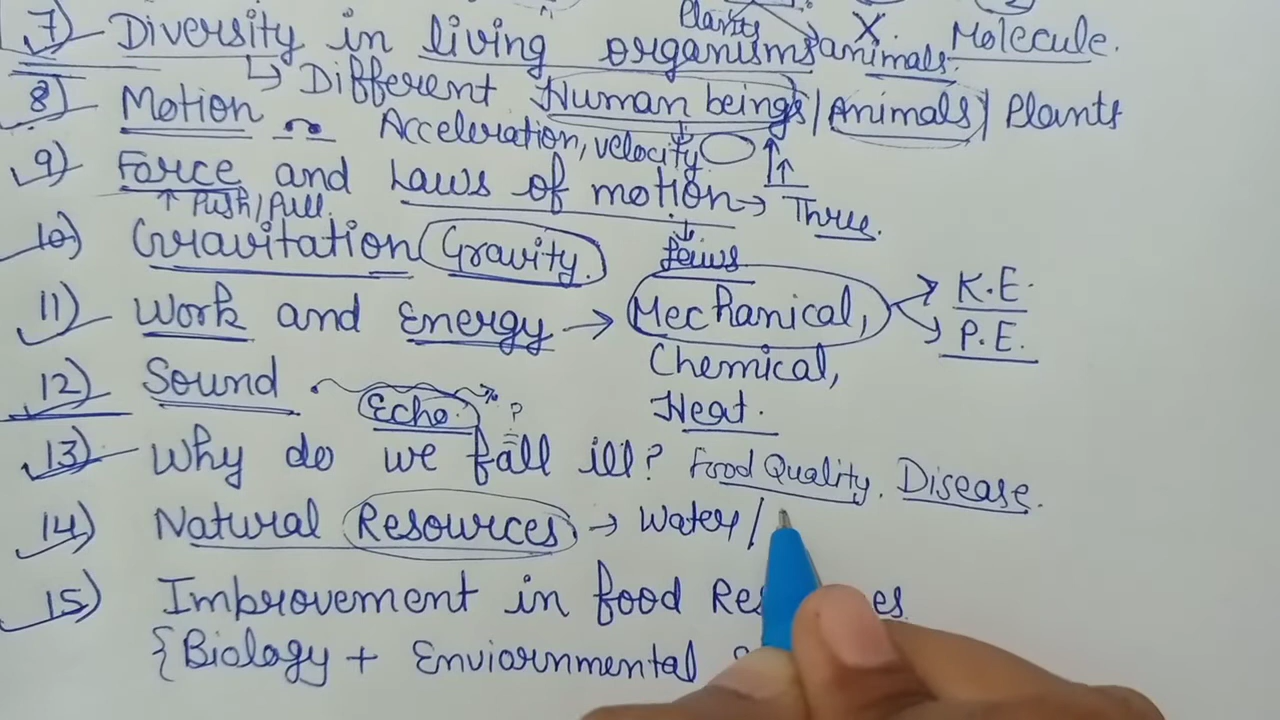 Plants X. Molecule.
7) Diversity in living organisms animals.
↳ Different Human beings / Animals / Plants
8) Motion Acceleration, velocity
9) Force and Laws of motion → Three.
↑ Push/Pull.
10) Gravitation Gravity.
11) Work and Energy → Mechanical, K.E.
P.E.
Chemical,
12) Sound Echo. Heat.
?
13) Why do we fall ill? Food Quality. Disease.
14) Natural Resources → Water /
15) Improvement in food
{Biology + Enviornmental